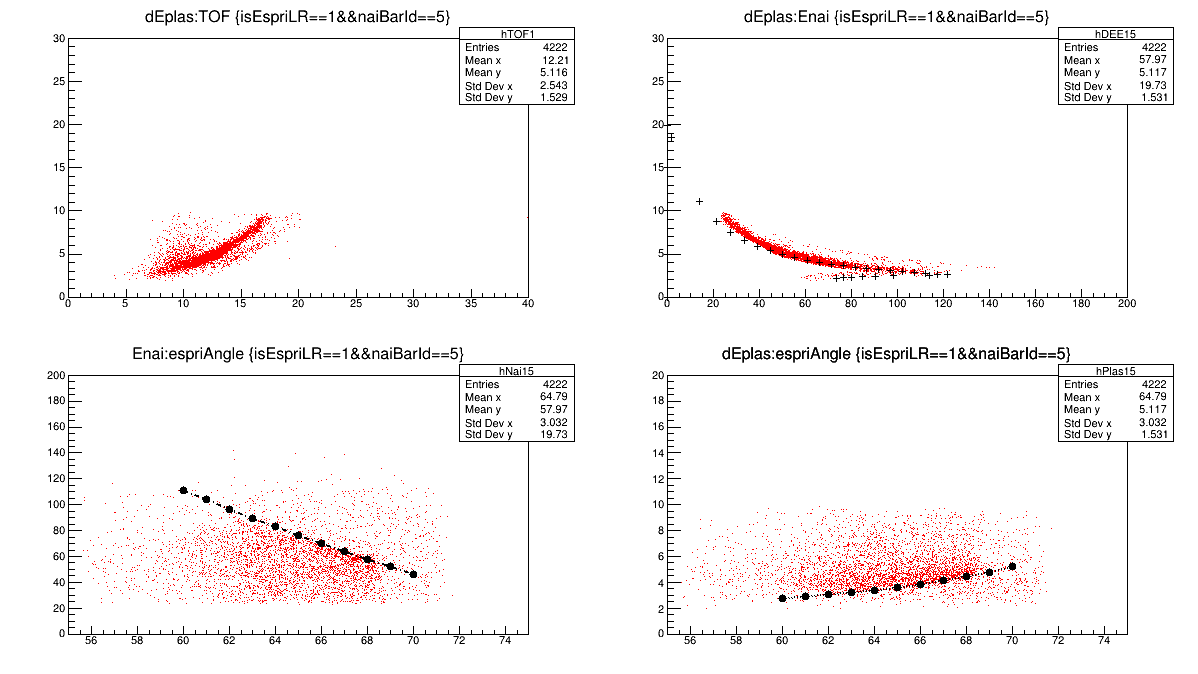 dEplas:TOF {isEspriLR==1&&naiBarId==5}
hTOF1
Entries 4222
Mean x 12.21
Mean y 5.116
Std Dev x 2.543
Std Dev y 1.529
30
25
20
15
10
5
0
0 5 10 15 20 25 30 35 40
dEplas:Enai {isEspriLR==1&&naiBarId==5}
hDEE15
Entries 4222
Mean x 57.97
Mean y 5.117
Std Dev x 19.73
Std Dev y 1.531
30
25
20
15
10
5
0
0 20 40 60 80 100 120 140 160 180 200
Enai:espriAngle {isEspriLR==1&&naiBarId==5}
hNai15
Entries 4222
Mean x 64.79
Mean y 57.97
Std Dev x 3.032
Std Dev y 19.73
200
180
160
140
120
100
80
60
40
20
0
56 58 60 62 64 66 68 70 72 74
dEplas:espriAngle {isEspriLR==1&&naiBarId==5}
hPlas15
Entries 4222
Mean x 64.79
Mean y 5.117
Std Dev x 3.032
Std Dev y 1.531
20
18
16
14
12
10
8
6
4
2
0
56 58 60 62 64 66 68 70 72 74